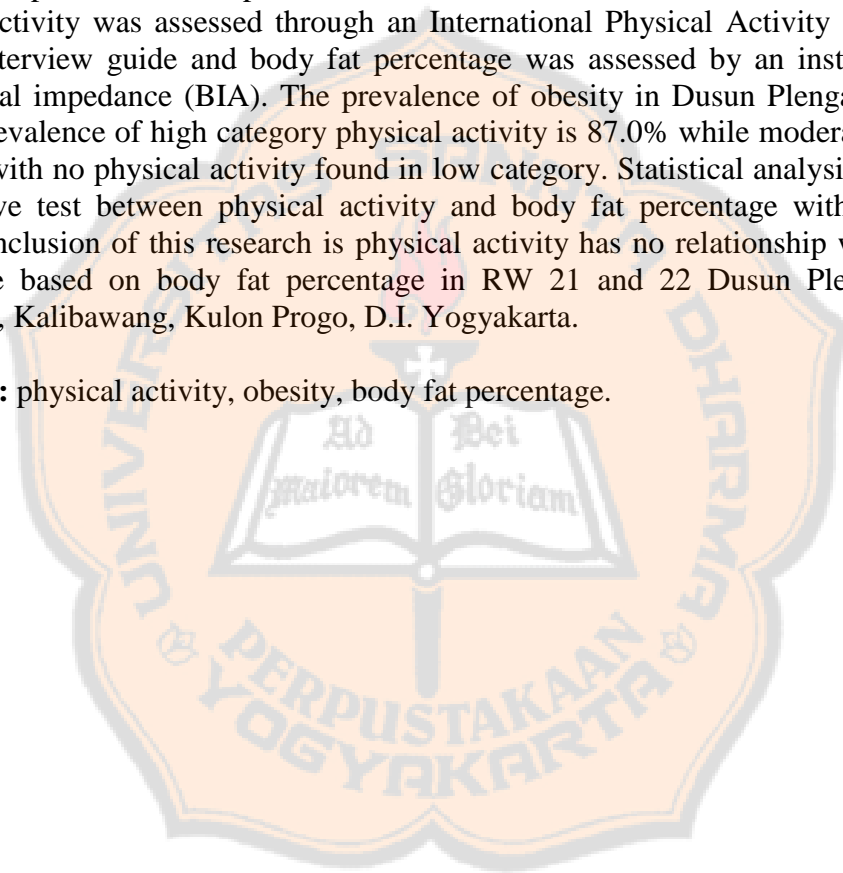 ctivity was assessed through an International Physical Activity
terview guide and body fat percentage was assessed by an inst
al impedance (BIA). The prevalence of obesity in Dusun Plenga
evalence of high category physical activity is 87.0% while modera
with no physical activity found in low category. Statistical analysi
ve test between physical activity and body fat percentage with
nclusion of this research is physical activity has no relationship v
e based on body fat percentage in RW 21 and 22 Dusun Ple
, Kalibawang, Kulon Progo, D.I. Yogyakarta.
: physical activity, obesity, body fat percentage.
UNIVERSITAS SANATA DHARMA
Ad Dei
Maiorem Gloriam
PERPUSTAKAAN
YOGYAKARTA